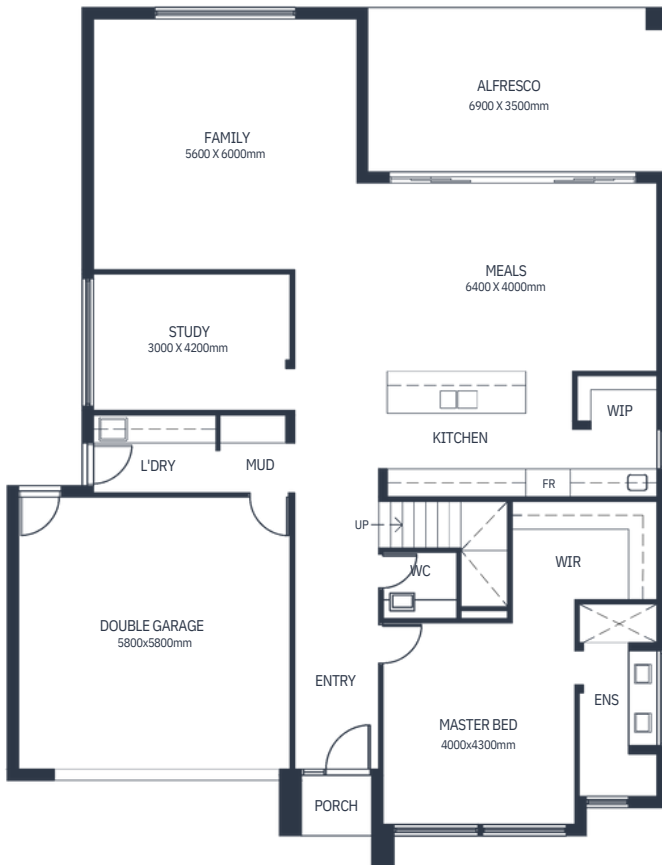 ALFRESCO
6900 X 3500mm
FAMILY
5600 X 6000mm
MEALS
6400 X 4000mm
STUDY
3000 X 4200mm
WIP
KITCHEN
L'DRY
MUD
FR
UP
WC
WIR
DOUBLE GARAGE
5800x5800mm
ENTRY
ENS
MASTER BED
4000x4300mm
PORCH